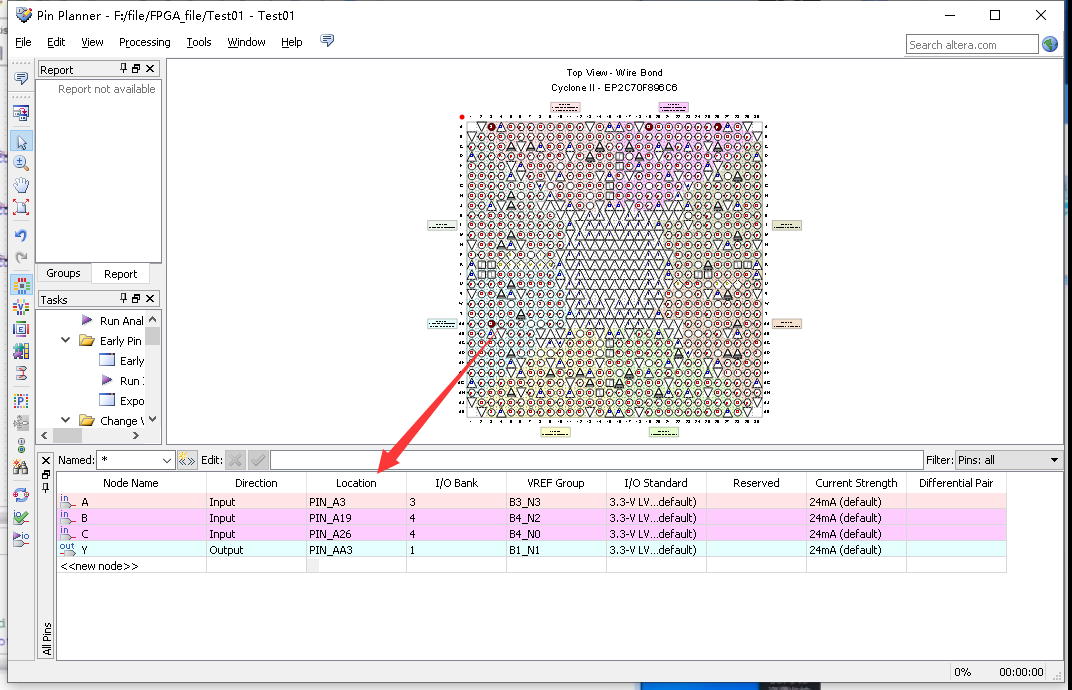 Pin Planner - F:/file/FPGA_file/Test01 - Test01
File Edit View Processing Tools Window Help
Search altera.com
Report
Report not available
Groups Report
Tasks
Run Anal
Early Pin
Early
Run
Expo
Change
Top View - Wire Bond
Cyclone II - EP2C70F896C6
Named: * Edit: Filter: Pins: all
Node Name Direction Location I/O Bank VREF Group I/O Standard Reserved Current Strength Differential Pair
in A Input PIN_A3 3 B3_N3 3.3-V LV...default) 24mA (default)
in B Input PIN_A19 4 B4_N2 3.3-V LV...default) 24mA (default)
in C Input PIN_A26 4 B4_N0 3.3-V LV...default) 24mA (default)
out Y Output PIN_AA3 1 B1_N1 3.3-V LV...default) 24mA (default)
<<new node>>
All Pins
0% 00:00:00